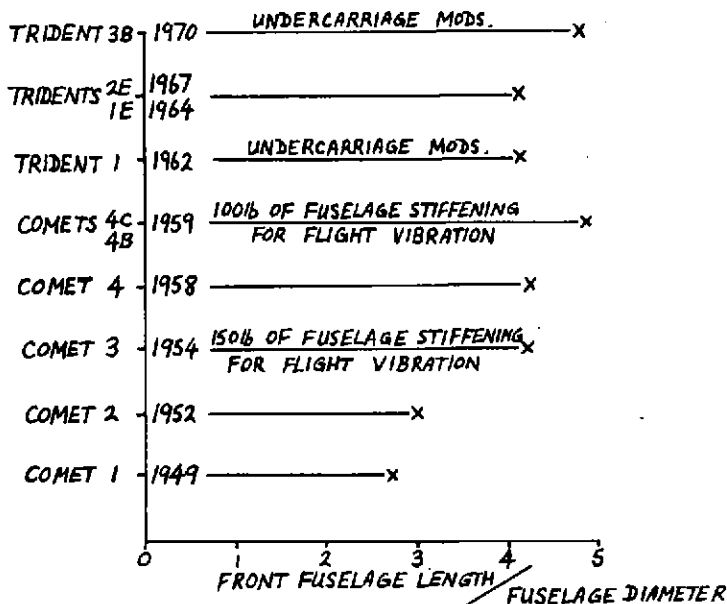 TRIDENT 3B 1970 UNDERCARRIAGE MODS.
TRIDENTS 2E 1967
1E 1964
TRIDENT 1 1962 UNDERCARRIAGE MODS.
COMETS 4C 1959 100lb OF FUSELAGE STIFFENING
4B FOR FLIGHT VIBRATION
COMET 4 1958
COMET 3 1954 150lb OF FUSELAGE STIFFENING
FOR FLIGHT VIBRATION
COMET 2 1952
COMET 1 1949
0 1 2 3 4 5
FRONT FUSELAGE LENGTH / FUSELAGE DIAMETER